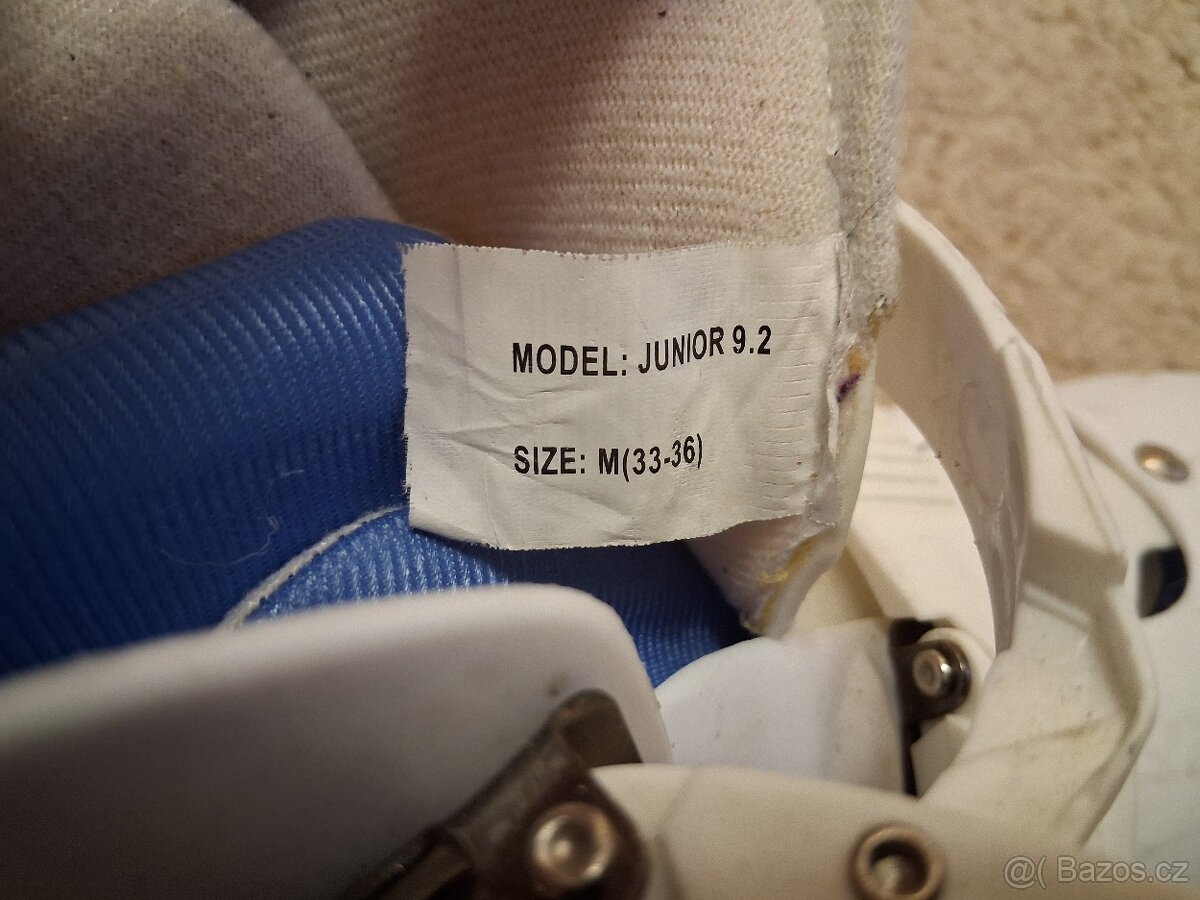 MODEL: JUNIOR 9.2
SIZE: M(33-36)
@( Bazos.cz